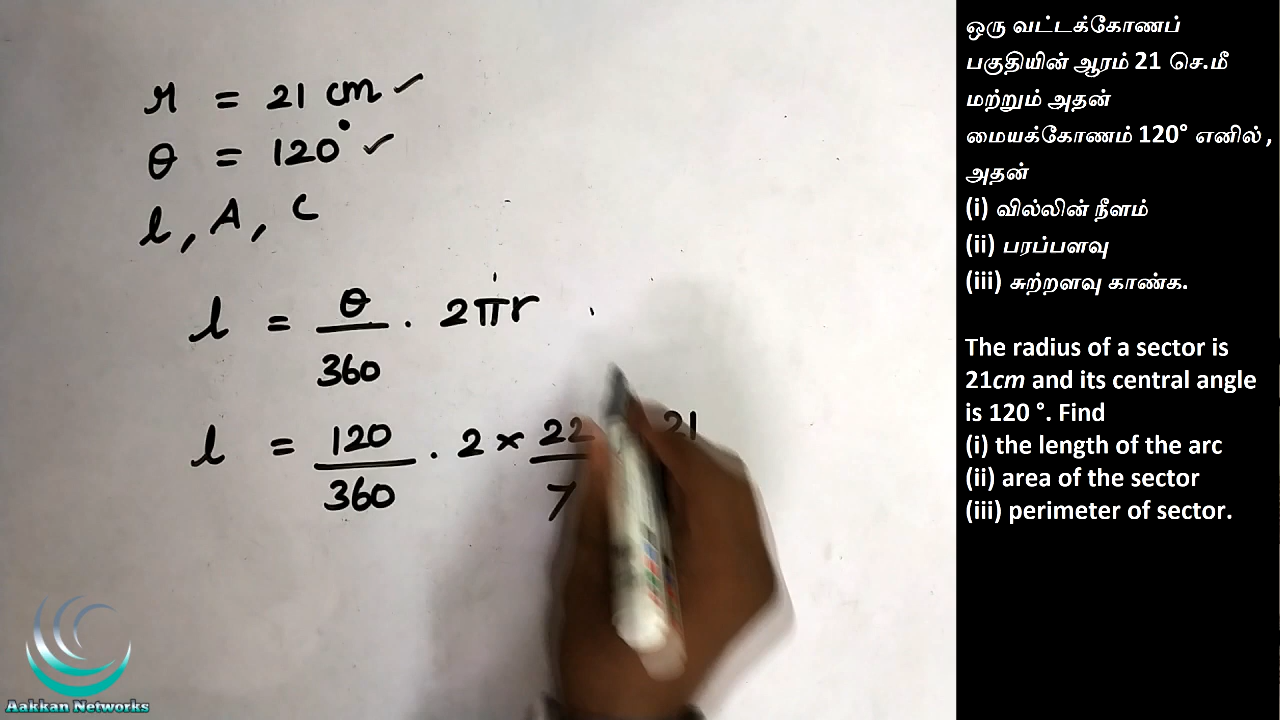 r = 21 cm ✓
θ = 120° ✓
l, A, C
l = θ/360 · 2πr
l = 120/360 · 2 × 22/7 21
ஒரு வட்டக்கோணப்
பகுதியின் ஆரம் 21 செ.மீ
மற்றும் அதன்
மையக்கோணம் 120° எனில் ,
அதன்
(i) வில்லின் நீளம்
(ii) பரப்பளவு
(iii) சுற்றளவு காண்க.
The radius of a sector is
21cm and its central angle
is 120 °. Find
(i) the length of the arc
(ii) area of the sector
(iii) perimeter of sector.
Aakkan Networks